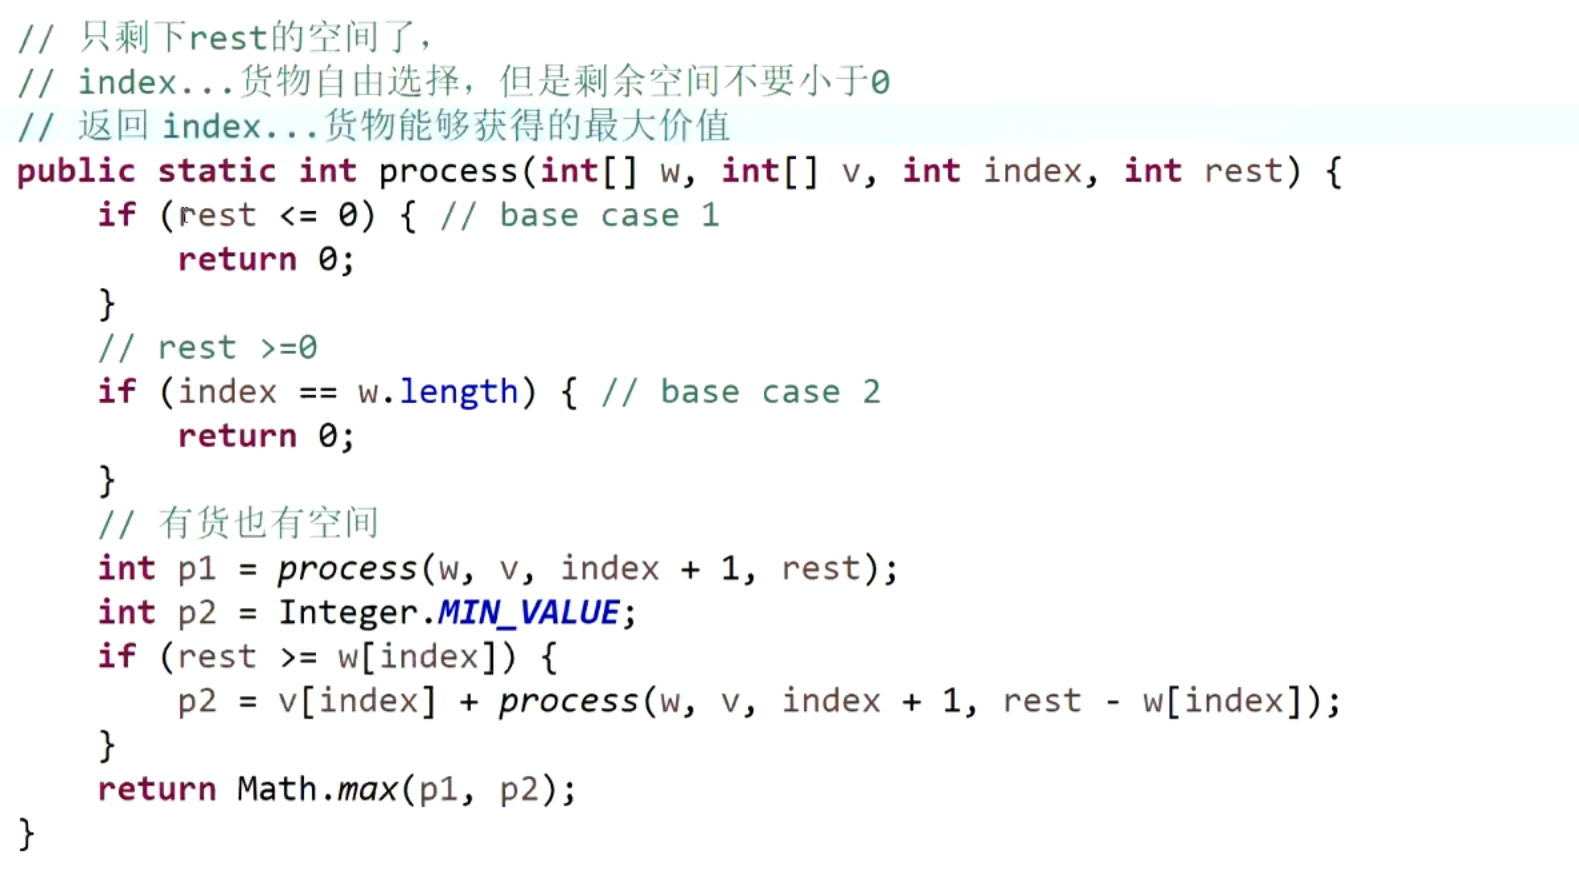 // 只剩下rest的空间了，
// index...货物自由选择，但是剩余空间不要小于0
// 返回 index...货物能够获得的最大价值
public static int process(int[] w, int[] v, int index, int rest) {
    if (rest <= 0) { // base case 1
        return 0;
    }
    // rest >=0
    if (index == w.length) { // base case 2
        return 0;
    }
    // 有货也有空间
    int p1 = process(w, v, index + 1, rest);
    int p2 = Integer.MIN_VALUE;
    if (rest >= w[index]) {
        p2 = v[index] + process(w, v, index + 1, rest - w[index]);
    }
    return Math.max(p1, p2);
}